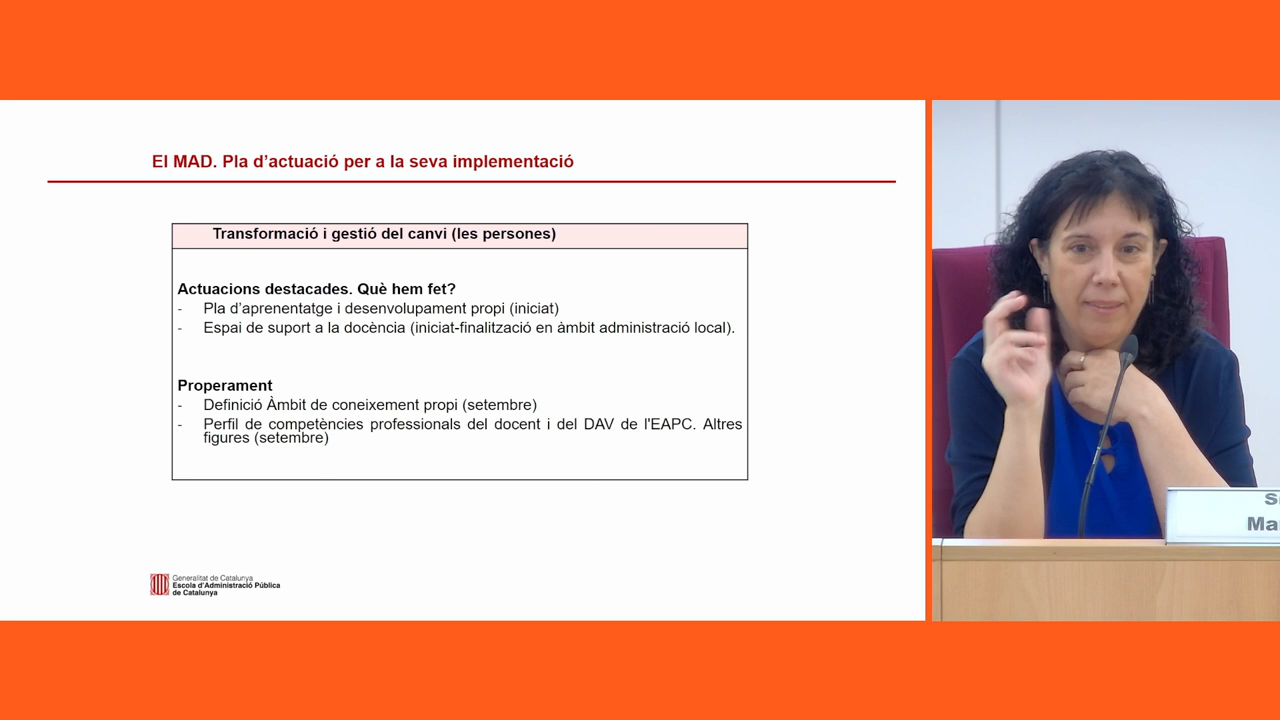 El MAD. Pla d’actuació per a la seva implementació
Transformació i gestió del canvi (les persones)
Actuacions destacades. Què hem fet?
- Pla d’aprenentatge i desenvolupament propi (iniciat)
- Espai de suport a la docència (iniciat-finalització en àmbit administració local).
Properament
- Definició Àmbit de coneixement propi (setembre)
- Perfil de competències professionals del docent i del DAV de l'EAPC. Altres
figures (setembre)
Generalitat de Catalunya
Escola d'Administració Pública
de Catalunya